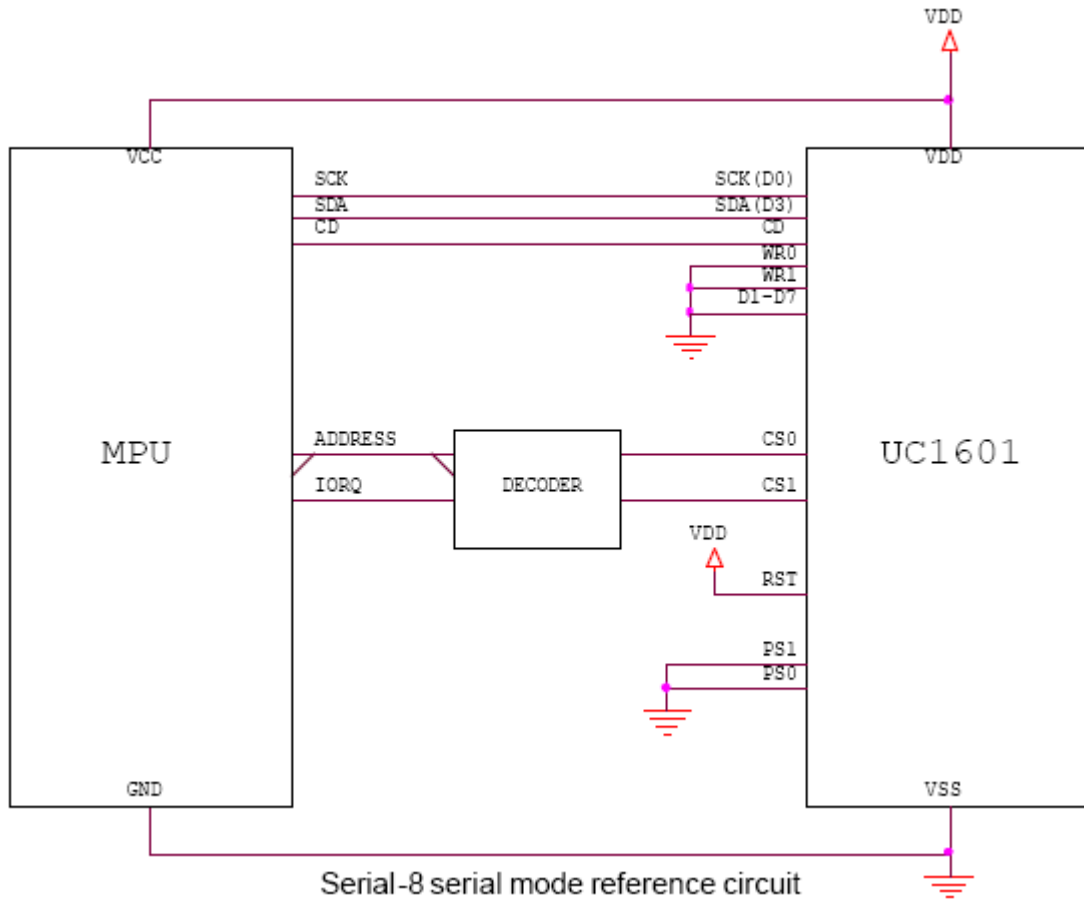 VDD
VCC
VDD
SCK
SCK(D0)
SDA
SDA(D3)
CD
CD
WR0
WR1
D1-D7
MPU
ADDRESS
CS0
UC1601
IORQ
DECODER
CS1
VDD
RST
PS1
PS0
GND
VSS
Serial-8 serial mode reference circuit